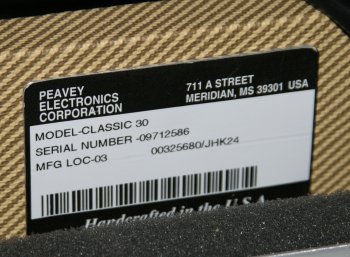 PEAVEY
ELECTRONICS
CORPORATION
711 A STREET
MERIDIAN, MS 39301 USA
MODEL-CLASSIC 30
SERIAL NUMBER -09712586
MFG LOC-03 00325680/JHK24
Handcrafted in the U.S.A